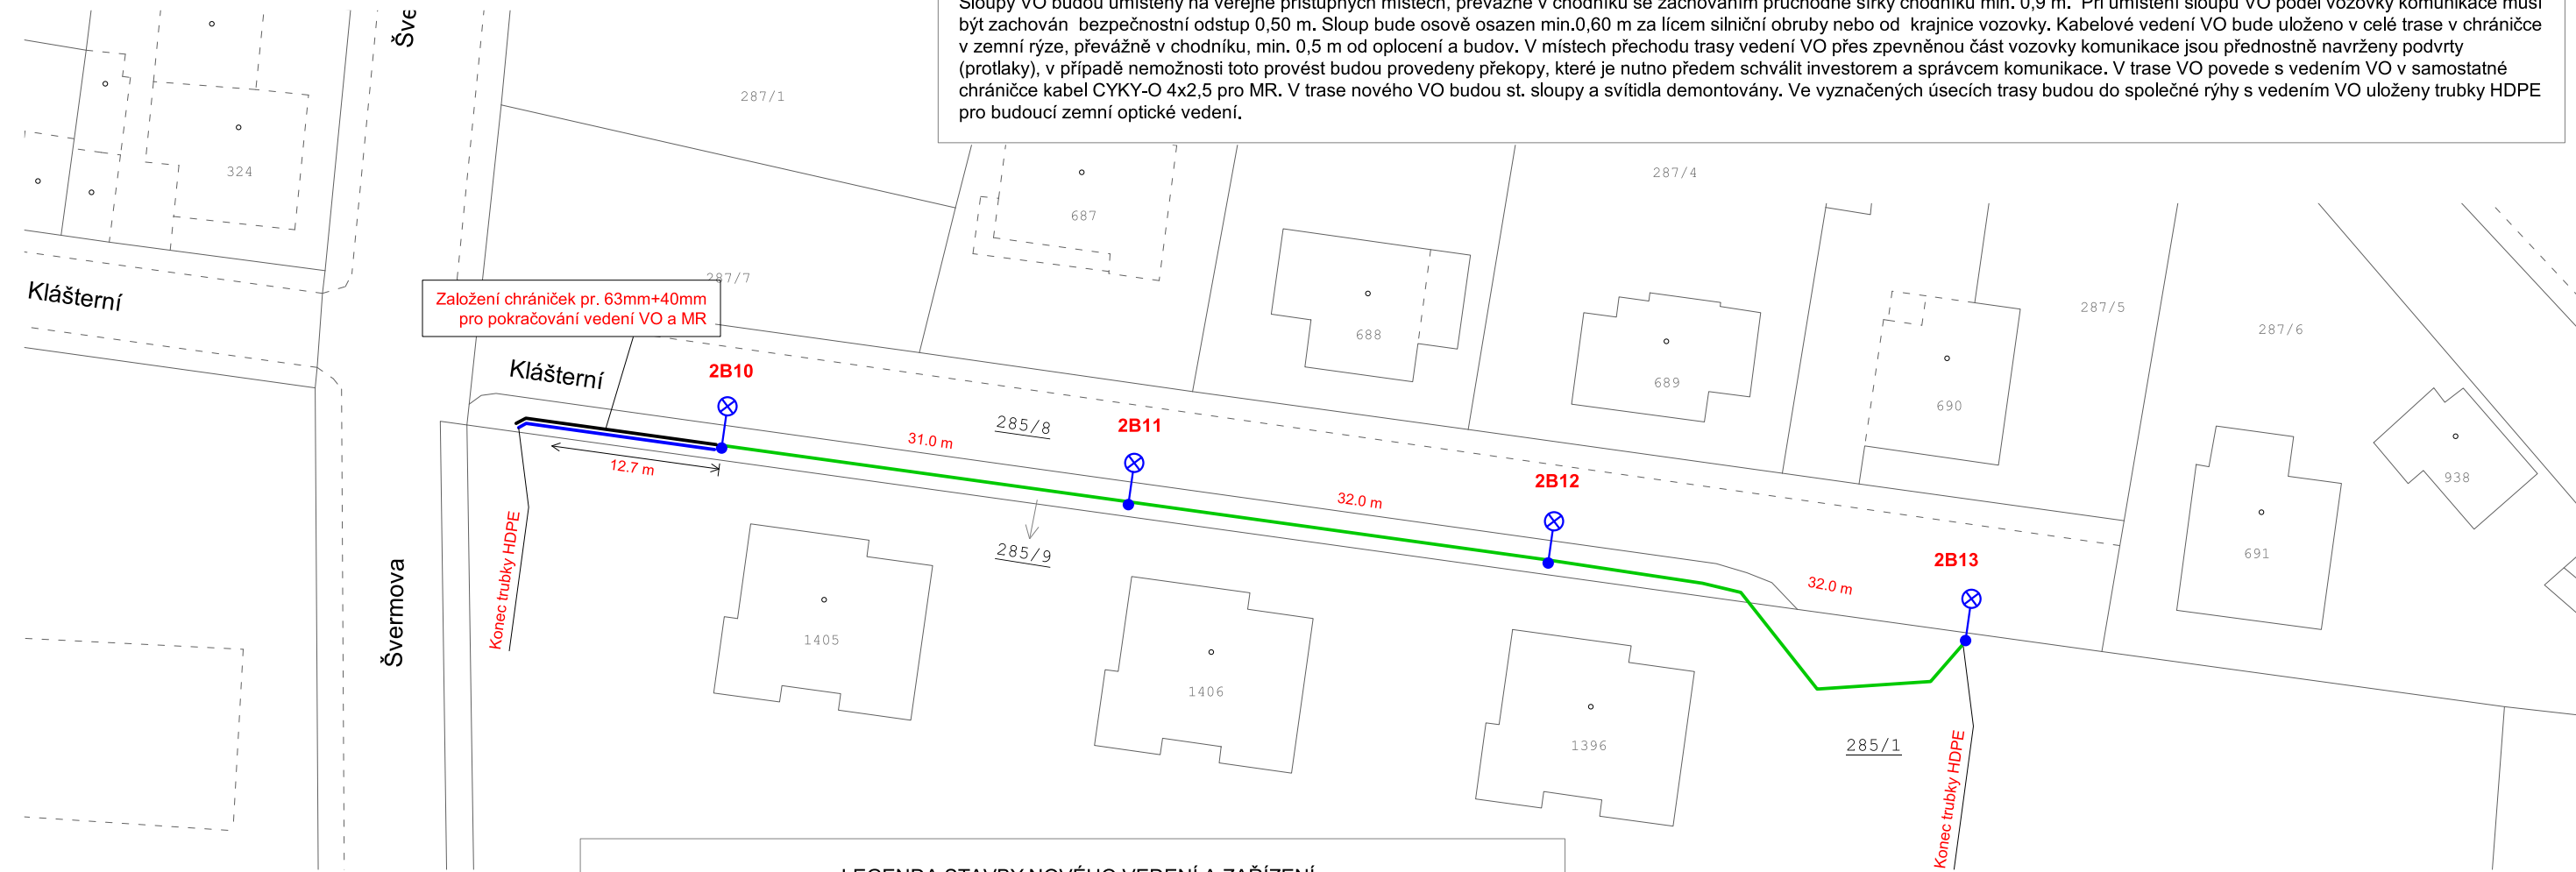 Sloupy VO budou umístěny na veřejně přístupných místech, převážně v chodníku se zachováním průchodné šířky chodníku min. 0,9 m. Při umístění sloupu VO podél vozovky komunikace musí
být zachován bezpečnostní odstup 0,50 m. Sloup bude osově osazen min.0,60 m za lícem silniční obruby nebo od krajnice vozovky. Kabelové vedení VO bude uloženo v celé trase v chráničce
v zemní rýze, převážně v chodníku, min. 0,5 m od oplocení a budov. V místech přechodu trasy vedení VO přes zpevněnou část vozovky komunikace jsou přednostně navrženy podvrty
(protlaky), v případě nemožnosti toto provést budou provedeny překopy, které je nutno předem schválit investorem a správcem komunikace. V trase VO povede s vedením VO v samostatné
chráničce kabel CYKY-O 4x2,5 pro MR. V trase nového VO budou st. sloupy a svítidla demontovány. Ve vyznačených úsecích trasy budou do společné rýhy s vedením VO uloženy trubky HDPE
pro budoucí zemní optické vedení.
Šve
287/1
324
287/4
687
287/7
Klášterní
Založení chrániček pr. 63mm+40mm
pro pokračování vedení VO a MR
688
287/5
287/6
689
690
Klášterní
2B10
285/8
2B11
31.0 m
12.7 m
2B12
32.0 m
938
691
285/9
2B13
32.0 m
Konec trubky HDPE
Švermova
1405
1406
1396
285/1
Konec trubky HDPE
LEGENDA STAVBY NOVÉHO VEDENÍ A ZAŘÍZENÍ